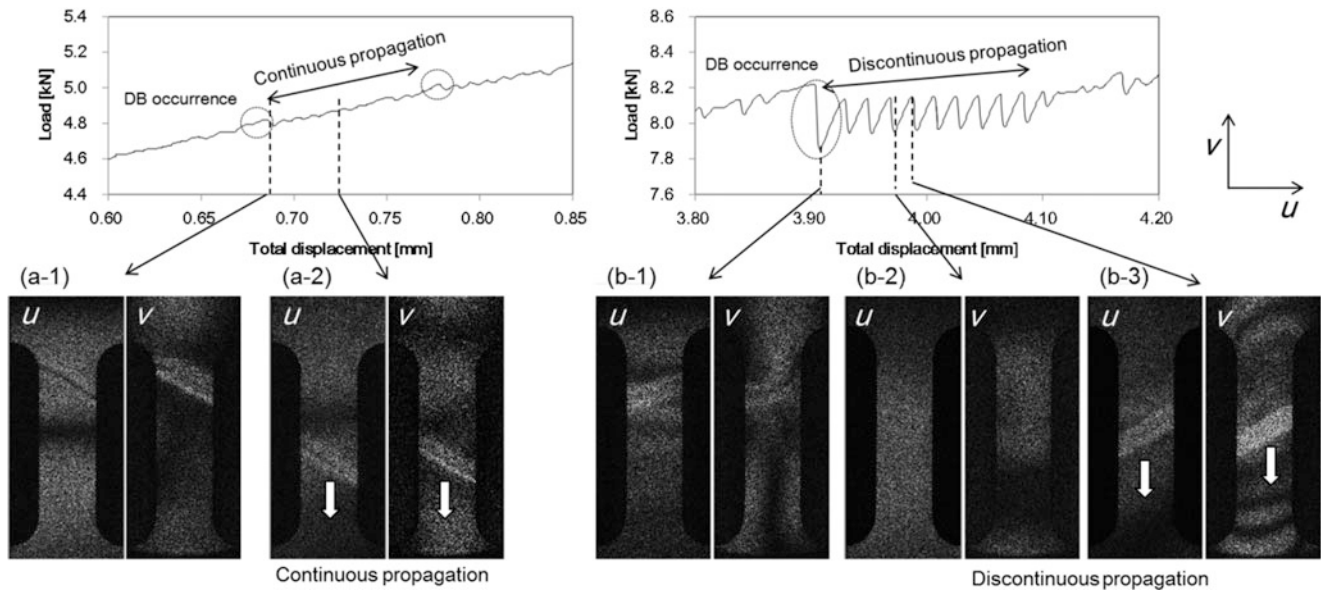 5.4
5.2
5.0
4.8
4.6
4.4
Load [kN]
0.60
0.65
0.70
0.75
0.80
0.85
Total displacement [mm]
DB occurrence
Continuous propagation
8.6
8.4
8.2
8.0
7.8
7.6
Load [kN]
3.80
3.90
4.00
4.10
4.20
Total displacement [mm]
DB occurrence
Discontinuous propagation
v
u
(a-1)
(a-2)
(b-1)
(b-2)
(b-3)
u
v
u
v
u
v
u
v
u
v
Continuous propagation
Discontinuous propagation